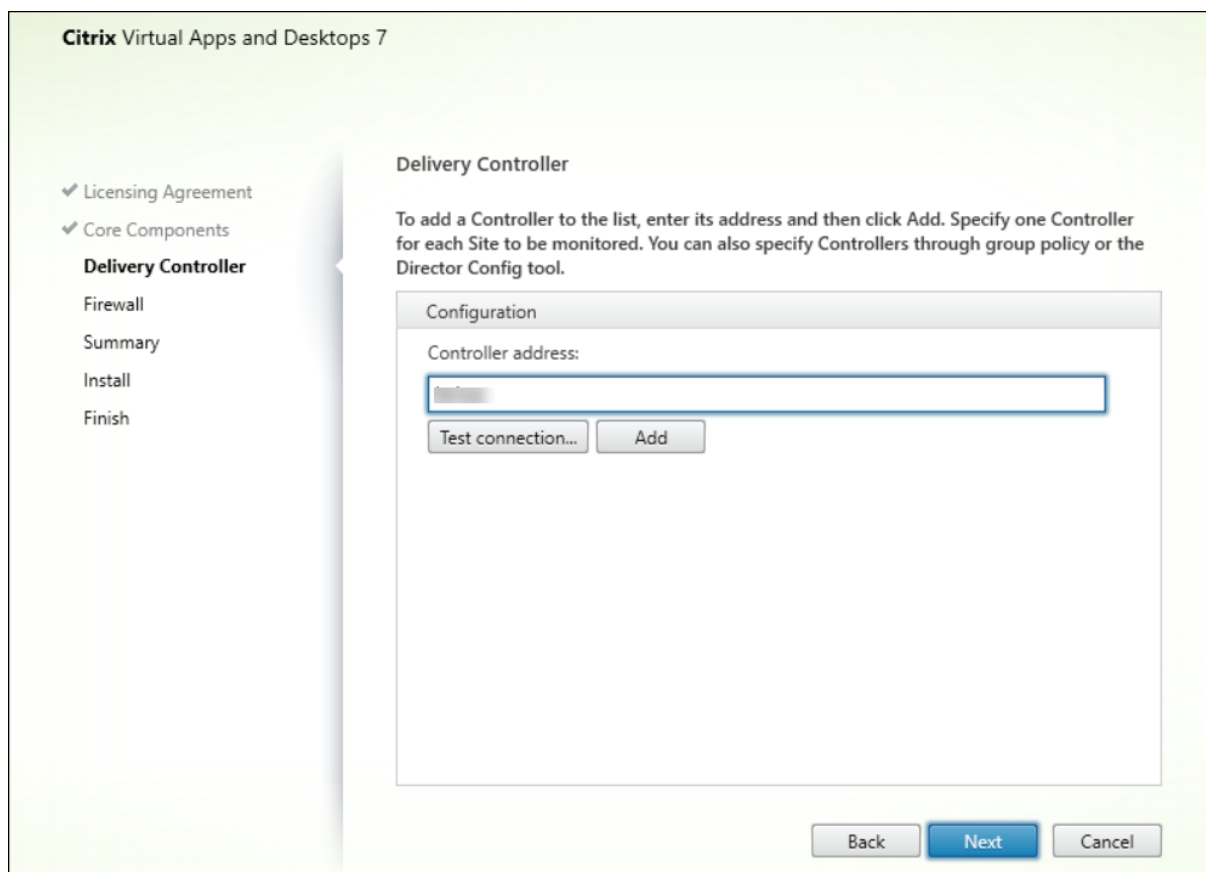 Citrix Virtual Apps and Desktops 7
Licensing Agreement
Core Components
Delivery Controller
Firewall
Summary
Install
Finish
Delivery Controller
To add a Controller to the list, enter its address and then click Add. Specify one Controller
for each Site to be monitored. You can also specify Controllers through group policy or the
Director Config tool.
Configuration
Controller address:
Test connection...
Add
Back
Next
Cancel